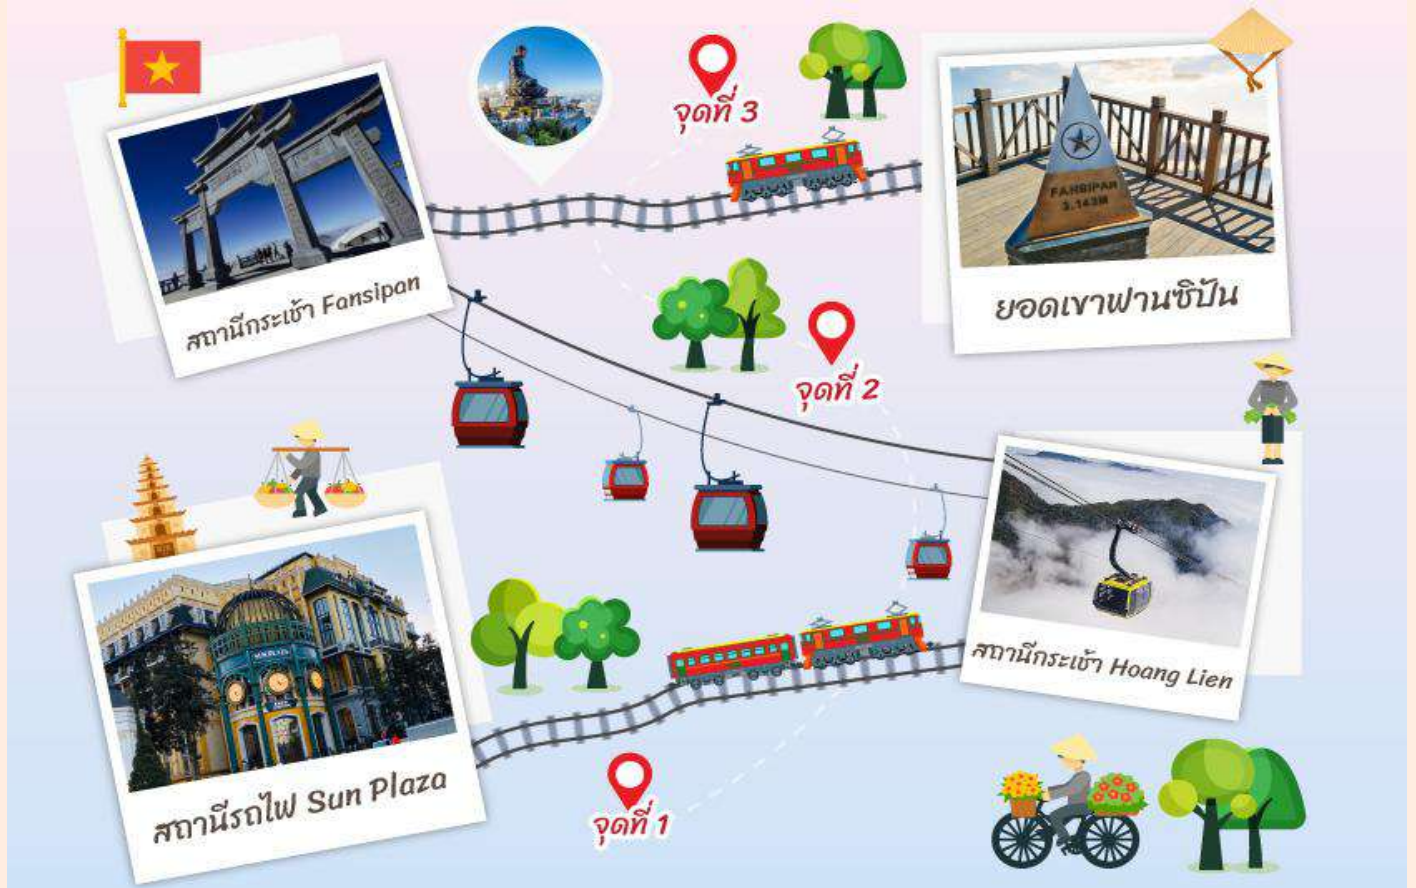 จุดที่ 3
FANSIPAN
3.143M
สถานีกระเช้า Fansipan
ยอดเขาฟานซิปัน
จุดที่ 2
สถานีกระเช้า Hoang Lien
SUN PLAZA
สถานีรถไฟ Sun Plaza
จุดที่ 1